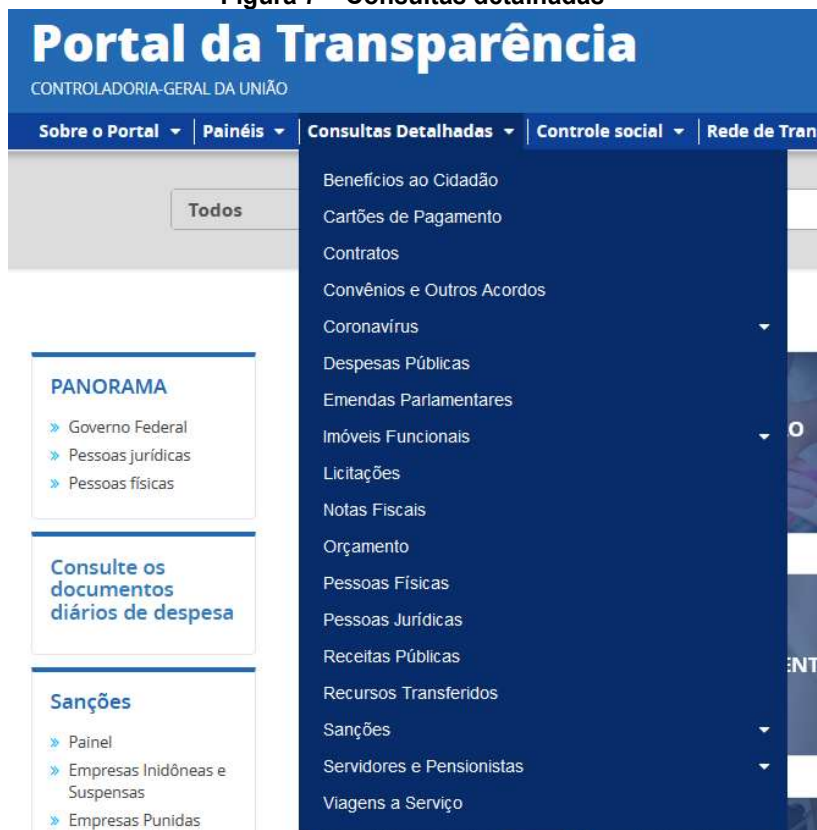 Portal da Transparência
CONTROLADORIA-GERAL DA UNIÃO
Sobre o Portal Painéis Consultas Detalhadas Controle social Rede de
Todos
Benefícios ao Cidadão
Cartões de Pagamento
Contratos
Convênios e Outros Acordos
Coronavírus
Despesas Públicas
Emendas Parlamentares
Imóveis Funcionais
Licitações
Notas Fiscais
Orçamento
Pessoas Físicas
Pessoas Jurídicas
Receitas Públicas
Recursos Transferidos
Sanções
Servidores e Pensionistas
Viagens a Serviço
PANORAMA
» Governo Federal
» Pessoas jurídicas
» Pessoas físicas
Consulte os
documentos
diários de despesa
Sanções
» Painel
» Empresas Inidôneas e
Suspensas
» Empresas Punidas